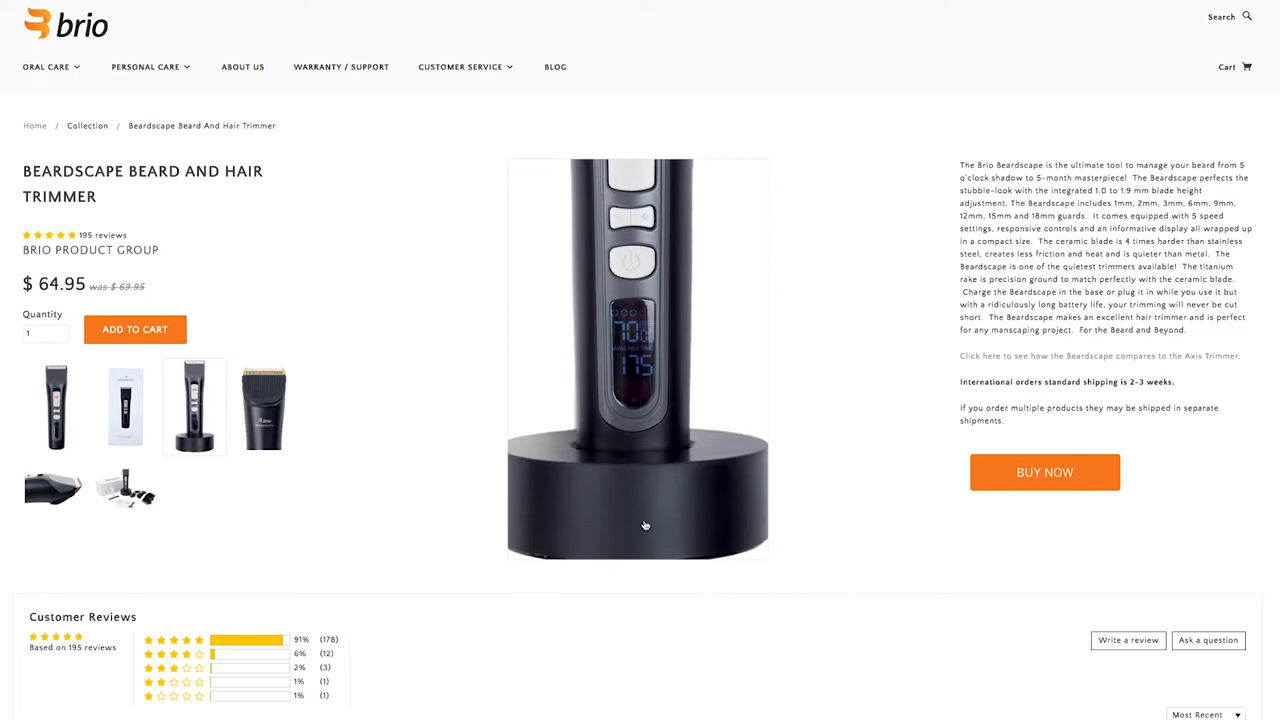 brio
Search
ORAL CARE
PERSONAL CARE
ABOUT US
WARRANTY / SUPPORT
CUSTOMER SERVICE
BLOG
Cart
Home / Collection / Beardscape Beard And Hair Trimmer
BEARDSCAPE BEARD AND HAIR
TRIMMER
195 reviews
BRIO PRODUCT GROUP
$ 64.95 was $ 69.95
Quantity
1
ADD TO CART
brio
70
AVAILABLE TIME
175
The Brio Beardscape is the ultimate tool to manage your beard from 5
o'clock shadow to 5-month masterpiece! The Beardscape perfects the
stubble-look with the integrated 1.0 to 1.9 mm blade height
adjustment. The Beardscape includes 1mm, 2mm, 3mm, 6mm, 9mm,
12mm, 15mm and 18mm guards. It comes equipped with 5 speed
settings, responsive controls and an informative display all wrapped up
in a compact size. The ceramic blade is 4 times harder than stainless
steel, creates less friction and heat and is quieter than metal. The
Beardscape is one of the quietest trimmers available! The titanium
rake is precision ground to match perfectly with the ceramic blade.
Charge the Beardscape in the base or plug it in while you use it but
with a ridiculously long battery life, your trimming will never be cut
short. The Beardscape makes an excellent hair trimmer and is perfect
for any manscaping project. For the Beard and Beyond.
Click here to see how the Beardscape compares to the Axis Trimmer.
International orders standard shipping is 2-3 weeks.
If you order multiple products they may be shipped in separate
shipments.
BUY NOW
Customer Reviews
Based on 195 reviews
91% (178)
6% (12)
2% (3)
1% (1)
1% (1)
Write a review
Ask a question
Most Recent